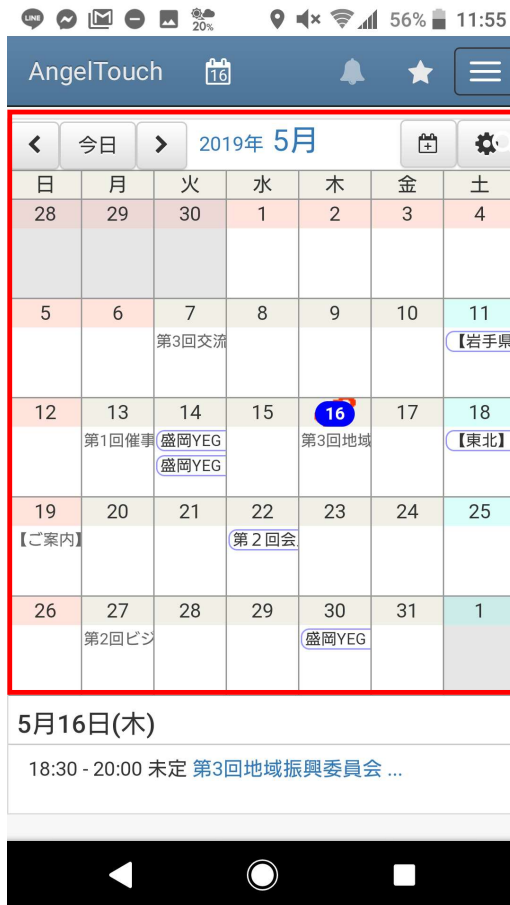 LINE 20% 56% 11:55
AngelTouch 16
今日 2019年 5月
日 月 火 水 木 金 土
28 29 30 1 2 3 4
5 6 7 8 9 10 11
第3回交流 【岩手県
12 13 14 15 16 17 18
第1回催事 盛岡YEG 第3回地域 【東北】
盛岡YEG
19 20 21 22 23 24 25
【ご案内】 第２回会
26 27 28 29 30 31 1
第2回ビジ 盛岡YEG
5月16日(木)
18:30 - 20:00 未定 第3回地域振興委員会 ...